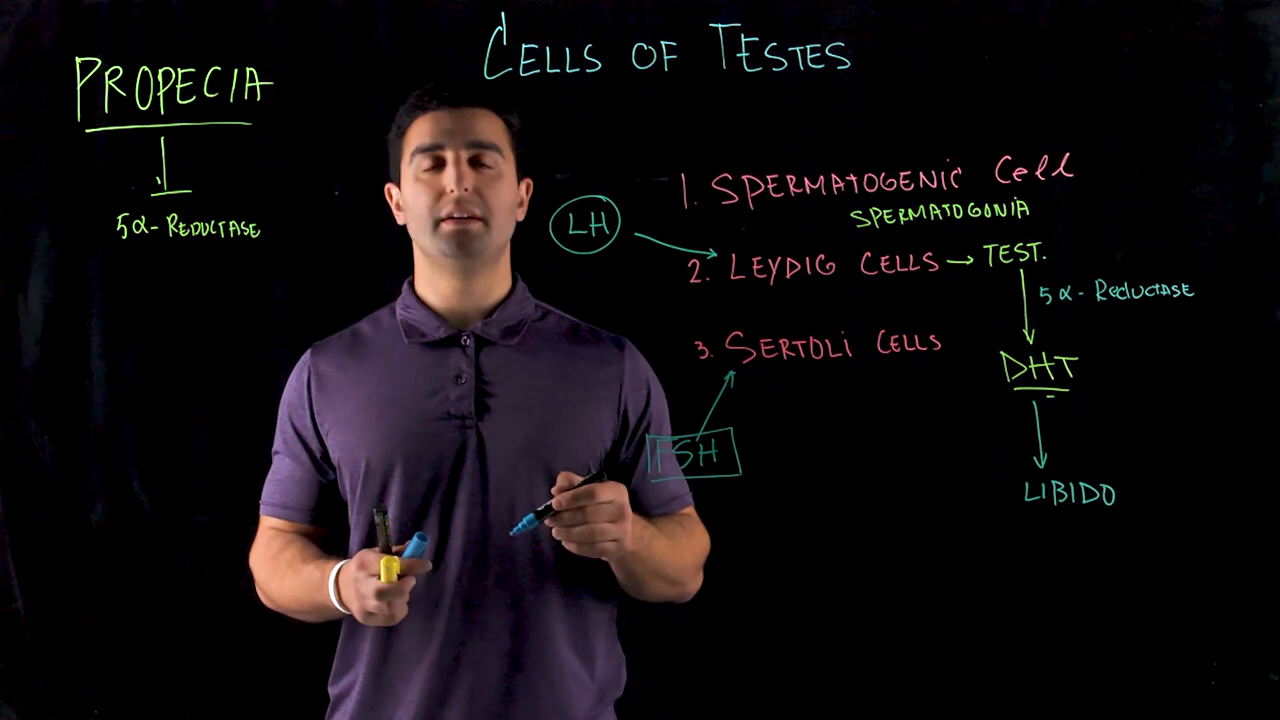 CELLS OF TESTES
PROPECIA
5α-REDUCTASE
1. SPERMATOGENIC Cell
SPERMATOGONIA
LH
2. LEYDIG CELLS → TEST.
5α-REDUCTASE
3. SERTOLI CELLS
DHT
FSH
LIBIDO